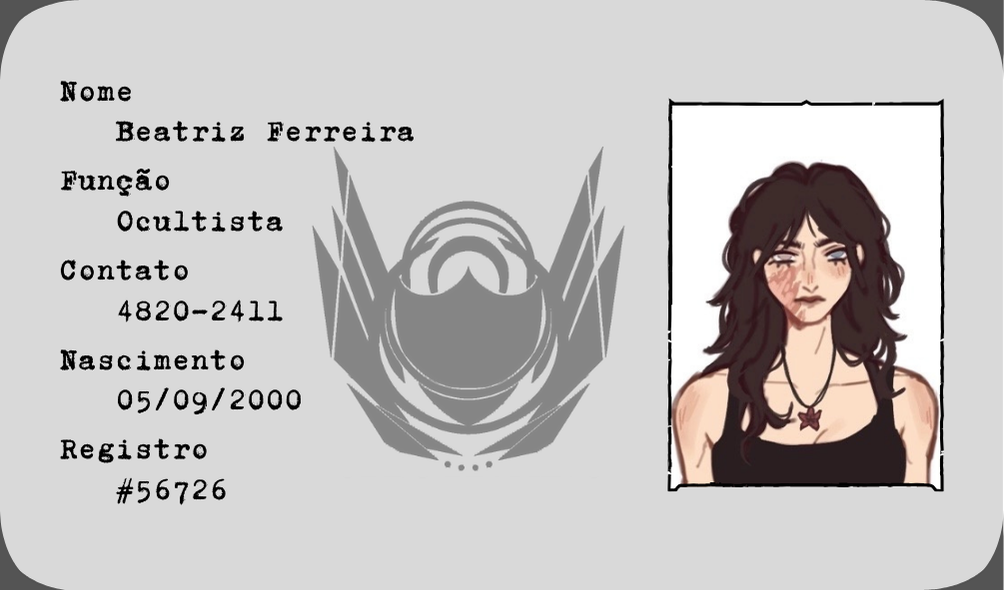 Nome
Beatriz Ferreira
Função
Ocultista
Contato
4820-2411
Nascimento
05/09/2000
Registro
#56726